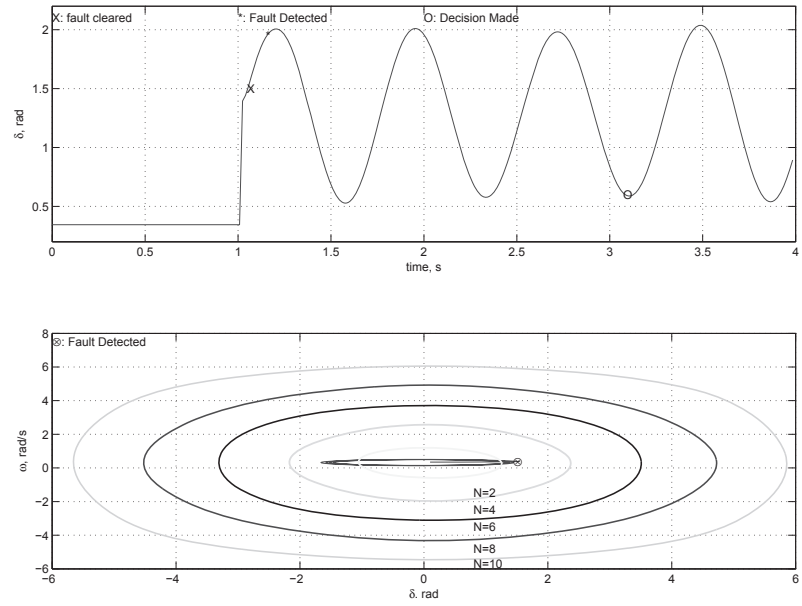 X: fault cleared
*: Fault Detected
O: Decision Made
2
1.5
1
0.5
δ, rad
X
*
O
0
0.5
1
1.5
2
2.5
3
3.5
4
time, s
⊗: Fault Detected
8
6
4
2
0
−2
−4
−6
ω, rad/s
N=2
N=4
N=6
N=8
N=10
−6
−4
−2
0
2
4
6
δ, rad